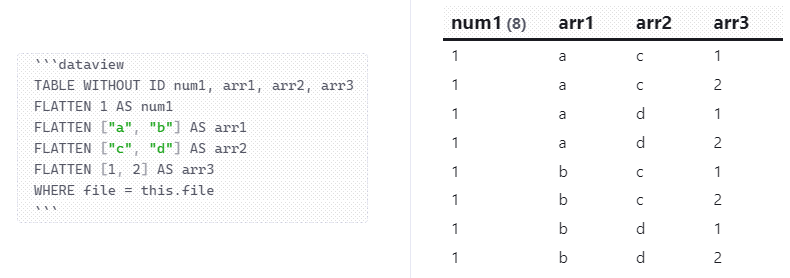 ```dataview
TABLE WITHOUT ID num1, arr1, arr2, arr3
FLATTEN 1 AS num1
FLATTEN ["a", "b"] AS arr1
FLATTEN ["c", "d"] AS arr2
FLATTEN [1, 2] AS arr3
WHERE file = this.file
```
num1 (8) arr1 arr2 arr3
1 a c 1
1 a c 2
1 a d 1
1 a d 2
1 b c 1
1 b c 2
1 b d 1
1 b d 2